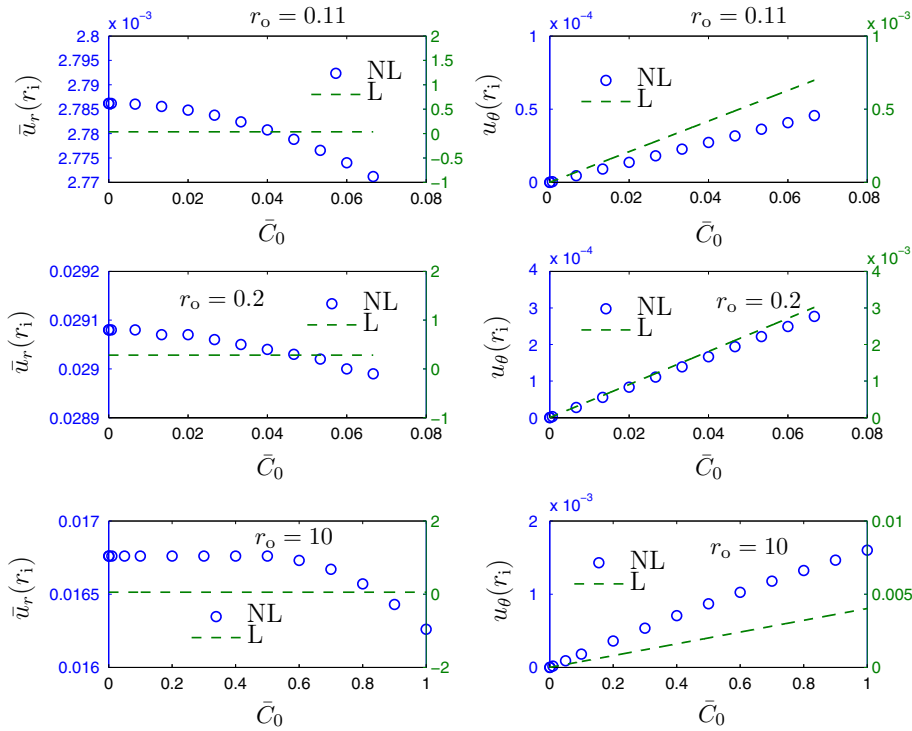 x 10⁻³ r_o = 0.11
2.8
2.795
2.79
2.785
2.78
2.775
2.77
2
1.5
1
0.5
0
-0.5
-1
0 0.02 0.04 0.06 0.08
ū_r(r_i)
C̄_0
NL
L
x 10⁻⁴ r_o = 0.11 x 10⁻³
1
0.5
0
1
0.5
0
0 0.02 0.04 0.06 0.08
u_θ(r_i)
C̄_0
NL
L
0.0292
0.0291
0.029
0.0289
2
1
0
-1
0 0.02 0.04 0.06 0.08
ū_r(r_i)
C̄_0
r_o = 0.2
NL
L
x 10⁻⁴ x 10⁻³
4
3
2
1
0
4
3
2
1
0
0 0.02 0.04 0.06 0.08
u_θ(r_i)
C̄_0
NL
L
r_o = 0.2
0.017
0.0165
0.016
2
0
-2
0 0.2 0.4 0.6 0.8 1
ū_r(r_i)
C̄_0
r_o = 10
NL
L
x 10⁻³
2
1
0
0.01
0.005
0
0 0.2 0.4 0.6 0.8 1
u_θ(r_i)
C̄_0
NL
L
r_o = 10